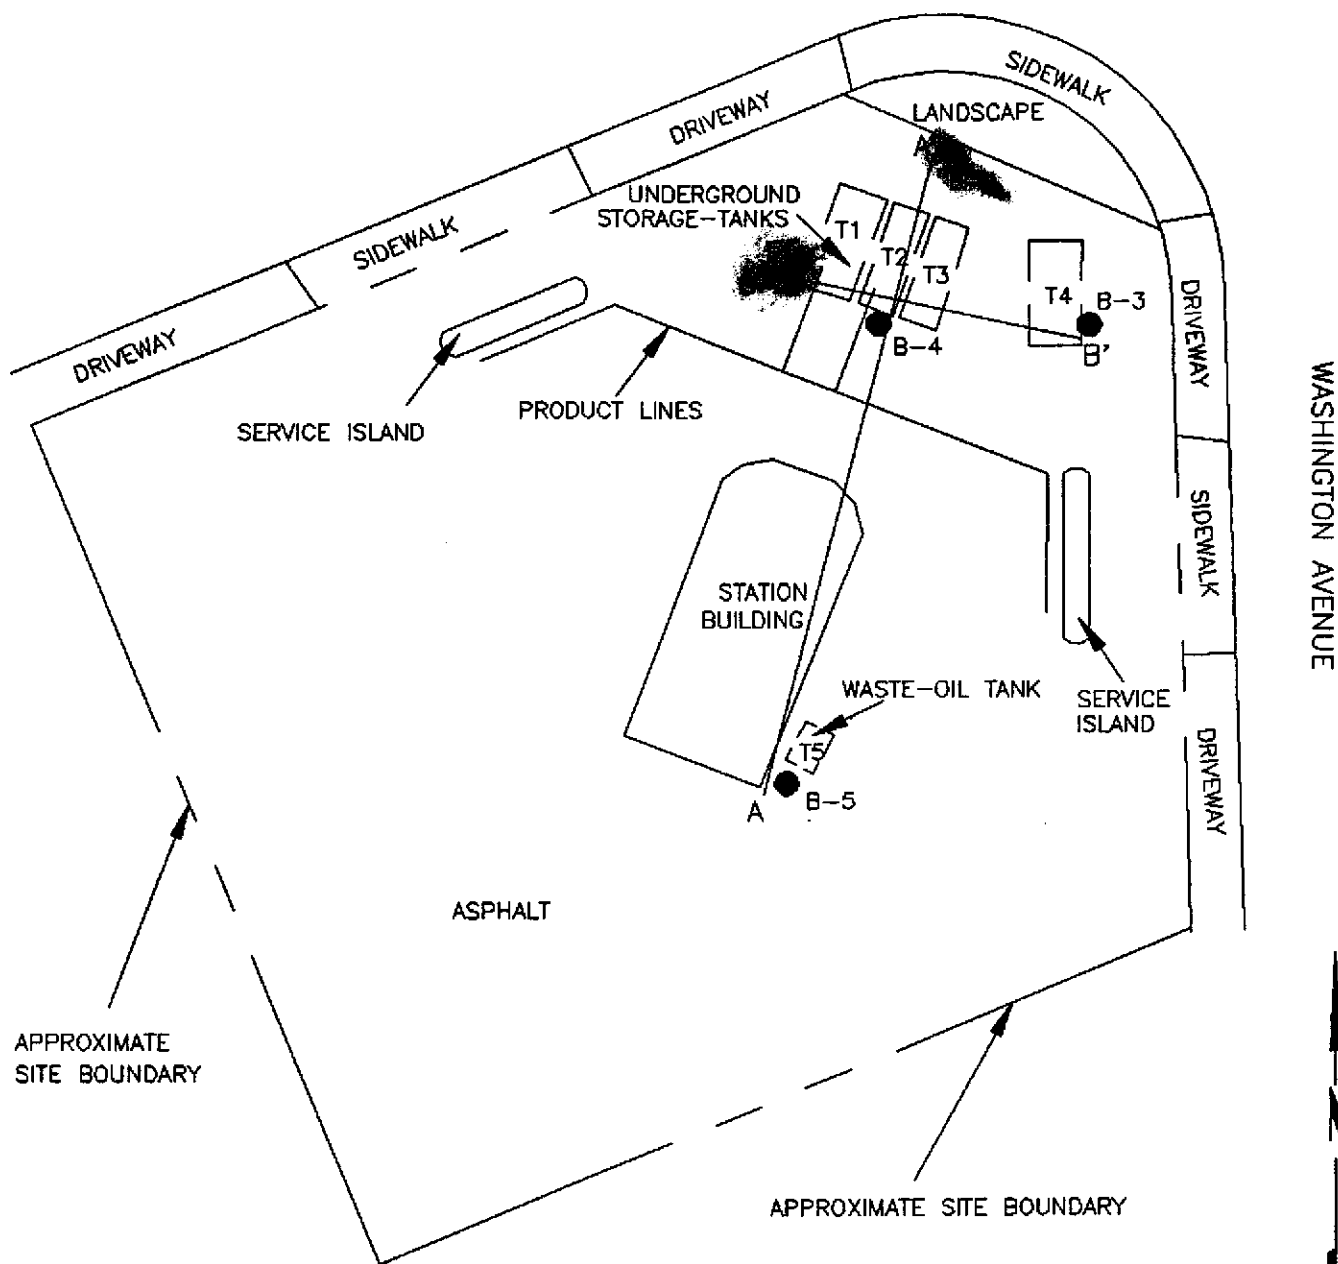 SIDEWALK
DRIVEWAY
LANDSCAPE
A
UNDERGROUND
STORAGE-TANKS
T1
T2
T3
T4
SIDEWALK
DRIVEWAY
B-3
B-4
B'
DRIVEWAY
SERVICE ISLAND
PRODUCT LINES
WASHINGTON AVENUE
SIDEWALK
STATION
BUILDING
WASTE-OIL TANK
SERVICE
ISLAND
T5
DRIVEWAY
A
B-5
ASPHALT
APPROXIMATE
SITE BOUNDARY
APPROXIMATE SITE BOUNDARY